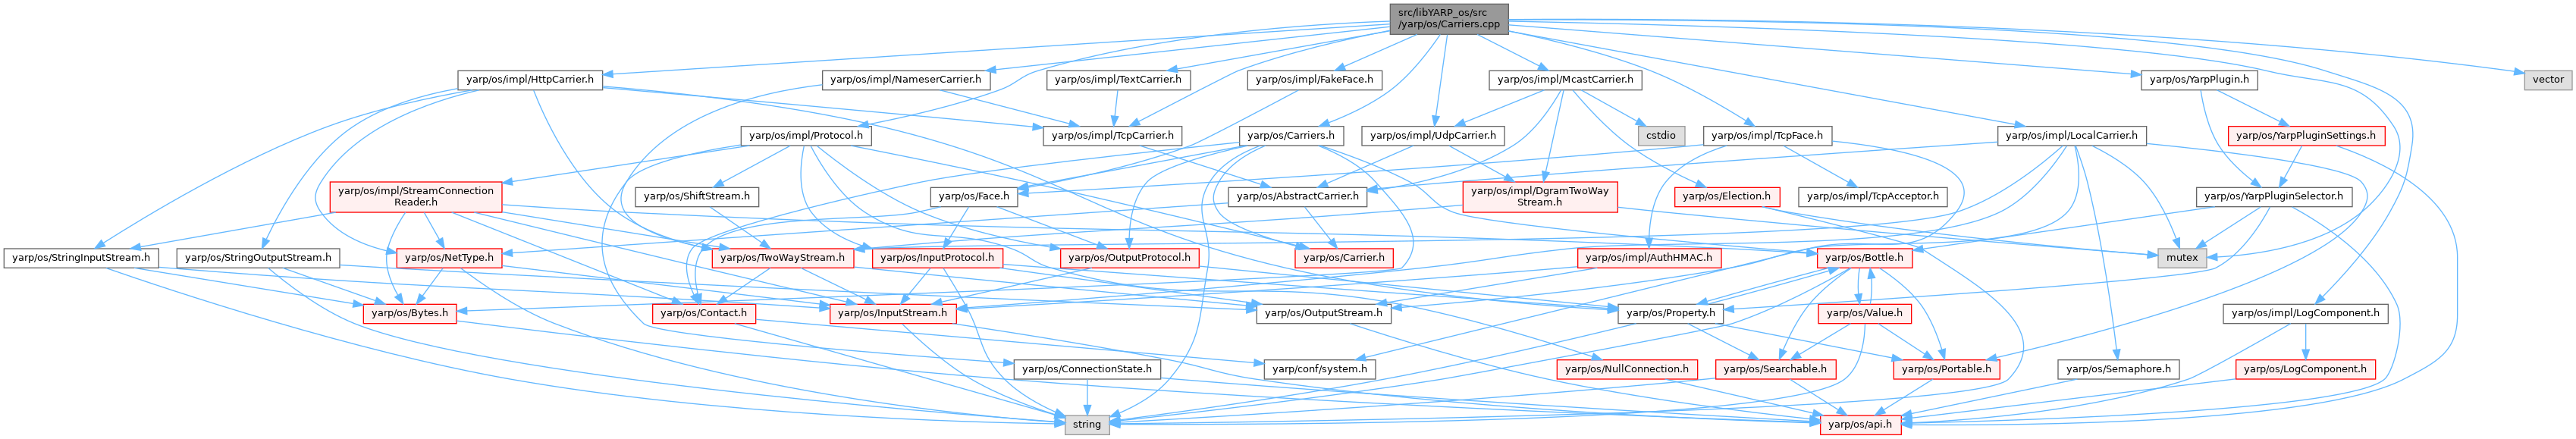 src/libYARP_os/src
/yarp/os/Carriers.cpp
yarp/os/impl/HttpCarrier.h
yarp/os/impl/NameserCarrier.h
yarp/os/impl/TextCarrier.h
yarp/os/impl/FakeFace.h
yarp/os/impl/McastCarrier.h
yarp/os/YarpPlugin.h
vector
yarp/os/impl/Protocol.h
yarp/os/impl/TcpCarrier.h
yarp/os/Carriers.h
yarp/os/impl/UdpCarrier.h
cstdio
yarp/os/impl/TcpFace.h
yarp/os/impl/LocalCarrier.h
yarp/os/YarpPluginSettings.h
yarp/os/impl/StreamConnection
Reader.h
yarp/os/ShiftStream.h
yarp/os/Face.h
yarp/os/AbstractCarrier.h
yarp/os/impl/DgramTwoWay
Stream.h
yarp/os/Election.h
yarp/os/impl/TcpAcceptor.h
yarp/os/YarpPluginSelector.h
yarp/os/StringInputStream.h
yarp/os/StringOutputStream.h
yarp/os/NetType.h
yarp/os/TwoWayStream.h
yarp/os/InputProtocol.h
yarp/os/OutputProtocol.h
yarp/os/Carrier.h
yarp/os/impl/AuthHMAC.h
yarp/os/Bottle.h
mutex
yarp/os/Bytes.h
yarp/os/Contact.h
yarp/os/InputStream.h
yarp/os/OutputStream.h
yarp/os/Property.h
yarp/os/Value.h
yarp/os/impl/LogComponent.h
yarp/os/ConnectionState.h
yarp/conf/system.h
yarp/os/NullConnection.h
yarp/os/Searchable.h
yarp/os/Portable.h
yarp/os/Semaphore.h
yarp/os/LogComponent.h
string
yarp/os/api.h